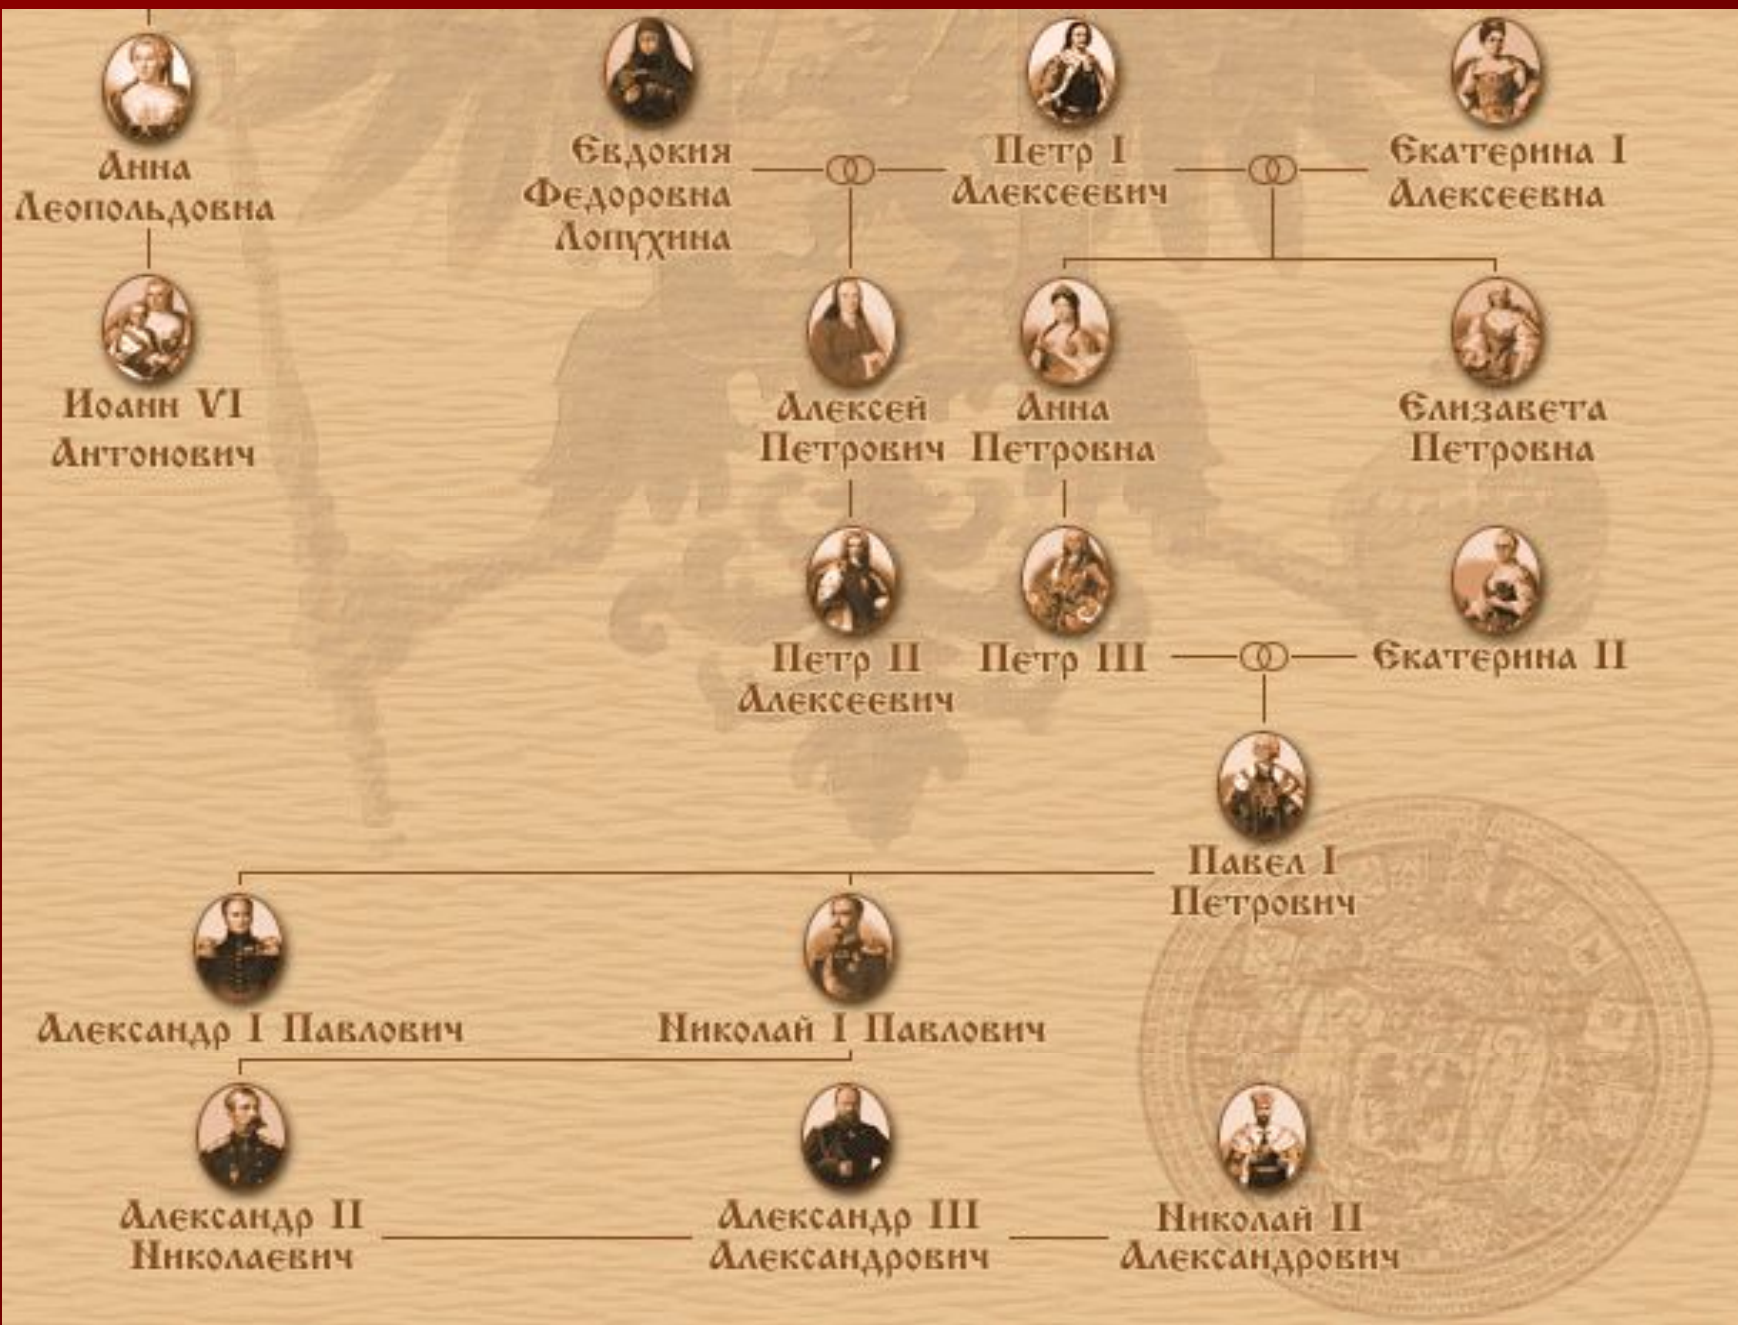 Анна
Леопольдовна
Евдокия
Федоровна
Лопухина
Петр I
Алексеевич
Екатерина I
Алексеевна
Иоанн VI
Антонович
Алексей
Петрович
Анна
Петровна
Елизавета
Петровна
Петр II
Алексеевич
Петр III
Екатерина II
Павел I
Петрович
Александр I Павлович
Николай I Павлович
Александр II
Николаевич
Александр III
Александрович
Николай II
Александрович